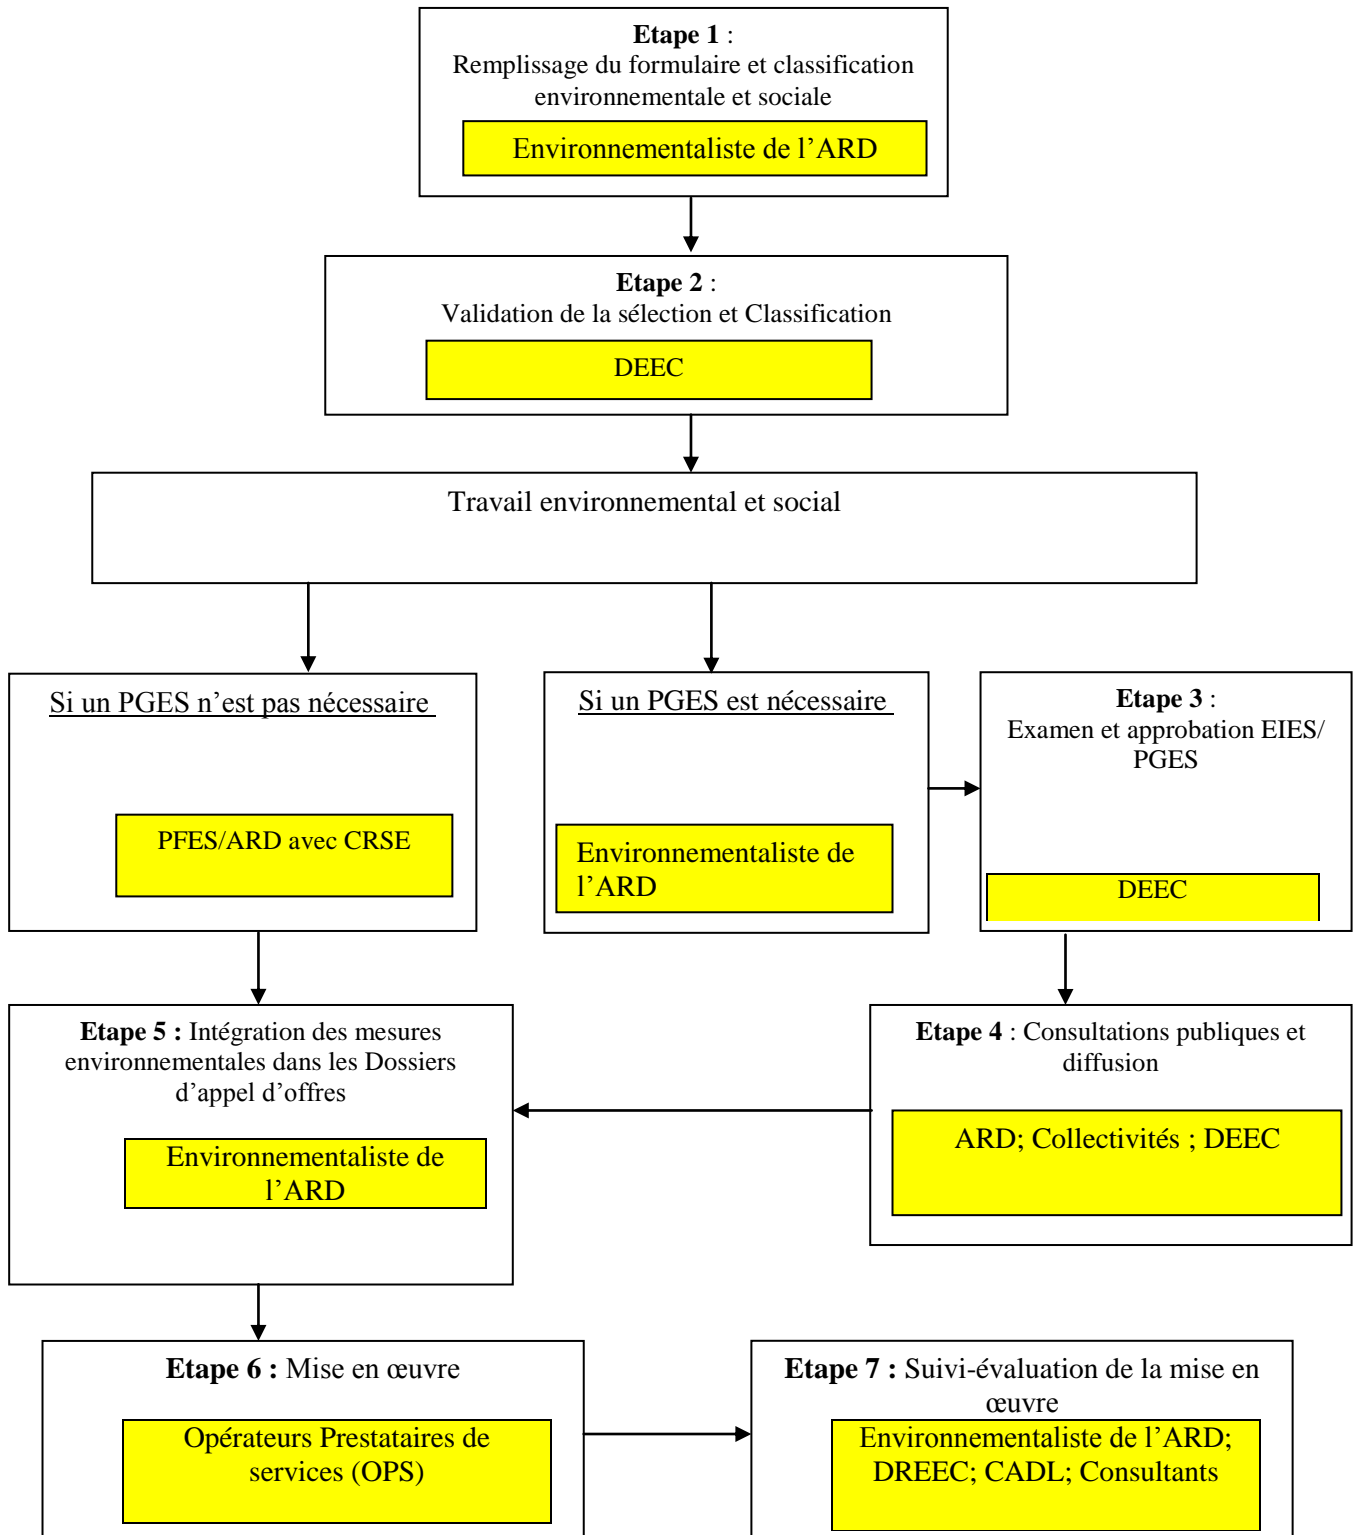 Etape 1 :
Remplissage du formulaire et classification
environnementale et sociale
Environnementaliste de l’ARD
Etape 2 :
Validation de la sélection et Classification
DEEC
Travail environnemental et social
Si un PGES n’est pas nécessaire
PFES/ARD avec CRSE
Si un PGES est nécessaire
Environnementaliste de
l’ARD
Etape 3 :
Examen et approbation EIES/
PGES
DEEC
Etape 5 : Intégration des mesures
environnementales dans les Dossiers
d’appel d’offres
Environnementaliste de
l’ARD
Etape 4 : Consultations publiques et
diffusion
ARD; Collectivités ; DEEC
Etape 6 : Mise en œuvre
Opérateurs Prestataires de
services (OPS)
Etape 7 : Suivi-évaluation de la mise en
œuvre
Environnementaliste de l’ARD;
DREEC; CADL; Consultants